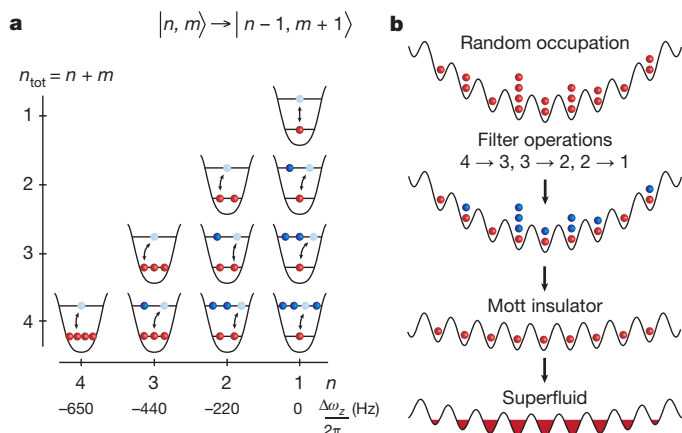 a
|n, m⟩ → |n − 1, m + 1⟩
n_tot = n + m
1
2
3
4
4 3 2 1 n
−650 −440 −220 0 Δω_z/2π (Hz)
b
Random occupation
Filter operations
4 → 3, 3 → 2, 2 → 1
Mott insulator
Superfluid